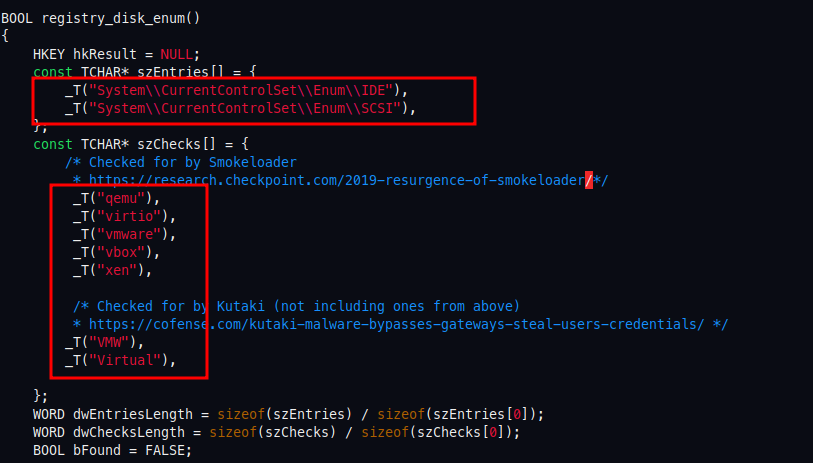 BOOL registry_disk_enum()
{
HKEY hkResult = NULL;
const TCHAR* szEntries[] = {
_T("System\\CurrentControlSet\\Enum\\IDE"),
_T("System\\CurrentControlSet\\Enum\\SCSI"),
};
const TCHAR* szChecks[] = {
/* Checked for by Smokeloader
* https://research.checkpoint.com/2019-resurgence-of-smokeloader/*/
_T("qemu"),
_T("virtio"),
_T("vmware"),
_T("vbox"),
_T("xen"),
/* Checked for by Kutaki (not including ones from above)
* https://cofense.com/kutaki-malware-bypasses-gateways-steal-users-credentials/ */
_T("VMW"),
_T("Virtual"),
};
WORD dwEntriesLength = sizeof(szEntries) / sizeof(szEntries[0]);
WORD dwChecksLength = sizeof(szChecks) / sizeof(szChecks[0]);
BOOL bFound = FALSE;